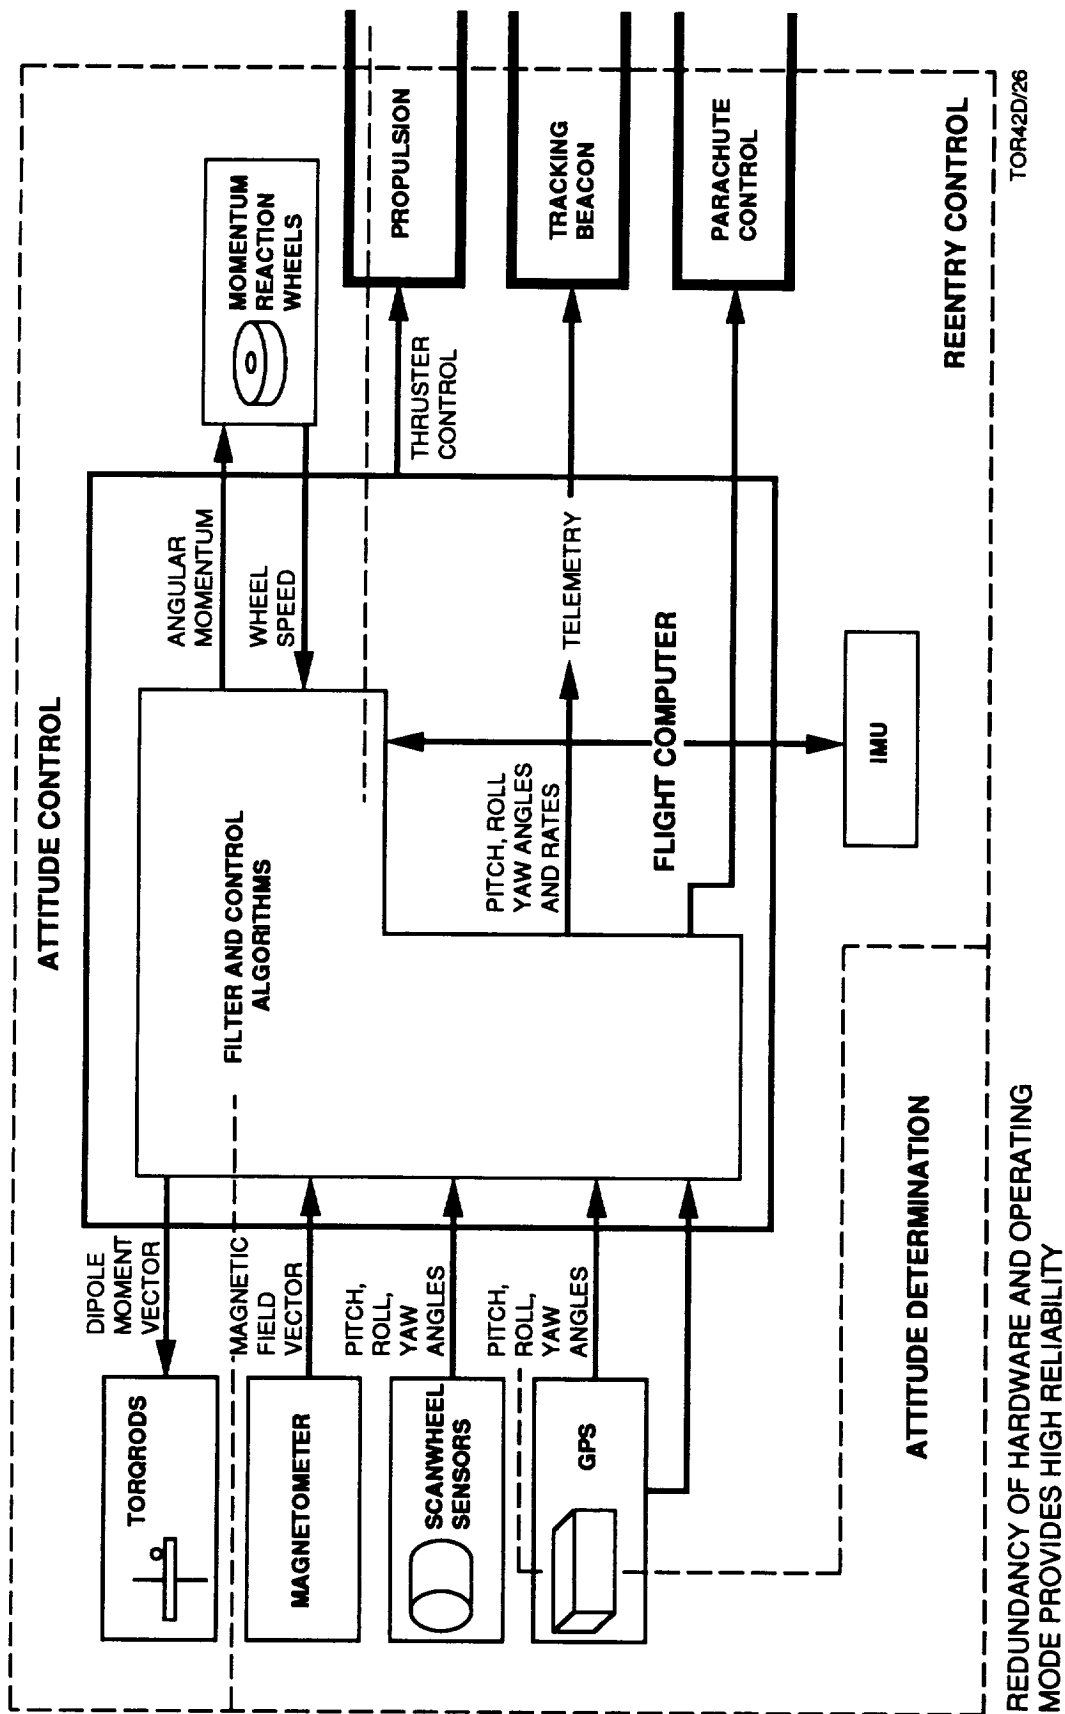 ATTITUDE CONTROL
TORQRODS
DIPOLE
MOMENT
VECTOR
MAGNETOMETER
MAGNETIC
FIELD
VECTOR
SCANWHEEL
SENSORS
PITCH,
ROLL,
YAW
ANGLES
GPS
PITCH,
ROLL,
YAW
ANGLES
FILTER AND CONTROL
ALGORITHMS
ANGULAR
MOMENTUM
WHEEL
SPEED
MOMENTUM
REACTION
WHEELS
THRUSTER
CONTROL
PROPULSION
PITCH, ROLL
YAW ANGLES
AND RATES
TELEMETRY
TRACKING
BEACON
FLIGHT COMPUTER
PARACHUTE
CONTROL
IMU
ATTITUDE DETERMINATION
REENTRY CONTROL
REDUNDANCY OF HARDWARE AND OPERATING
MODE PROVIDES HIGH RELIABILITY
TOR42D/26